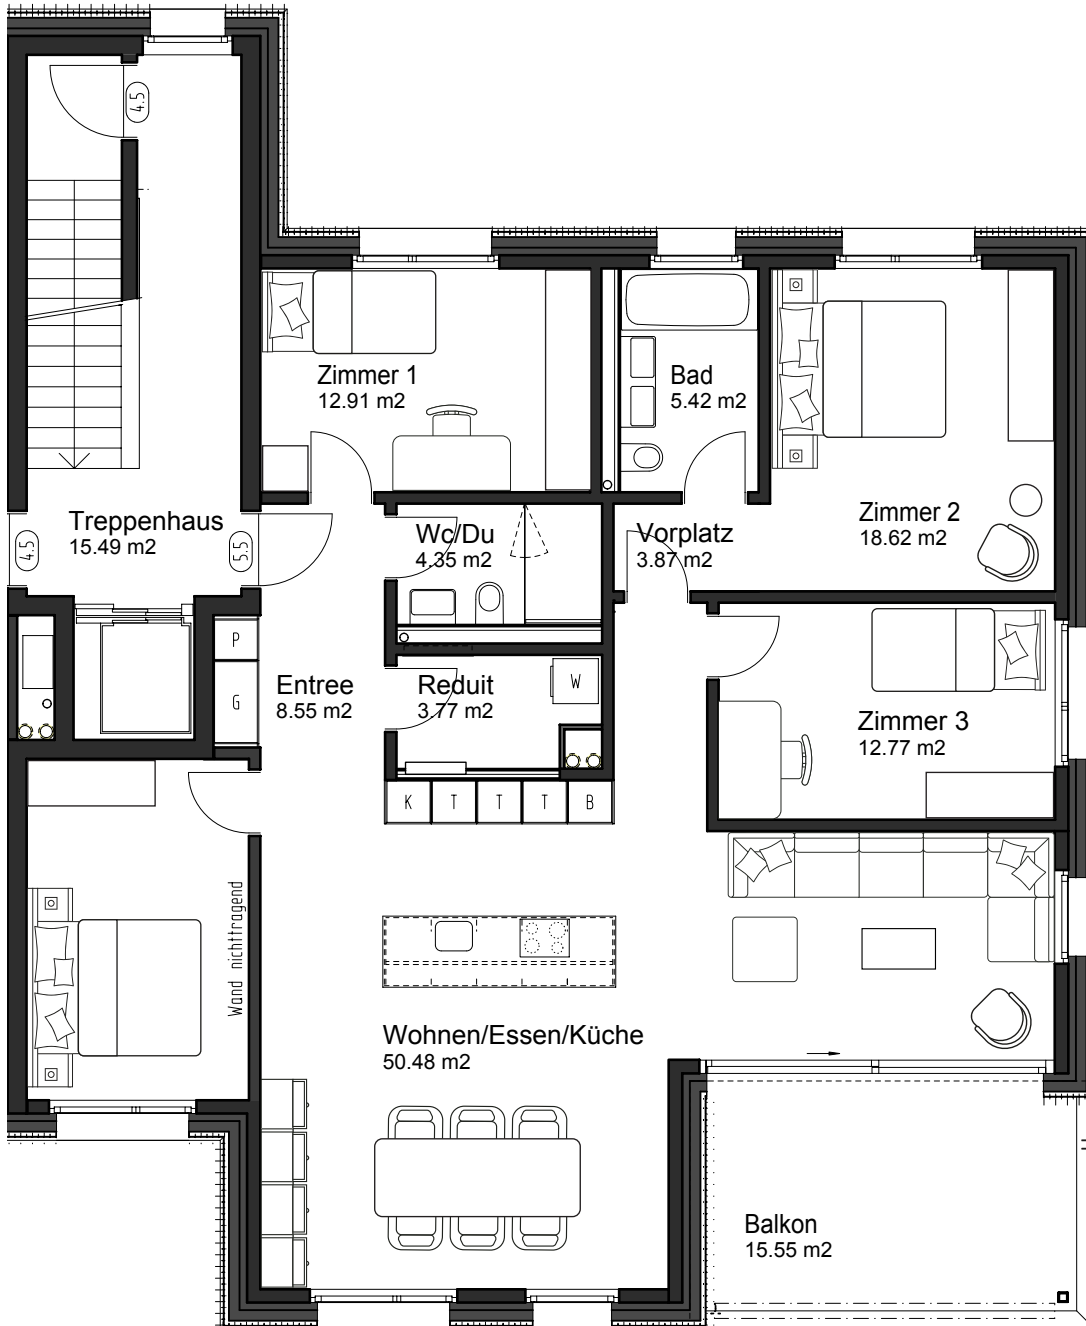 4.5
Zimmer 1
12.91 m2
Bad
5.42 m2
Treppenhaus
15.49 m2
4.5
5.5
Wc/Du
4.35 m2
Vorplatz
3.87 m2
Zimmer 2
18.62 m2
P
G
Entree
8.55 m2
Reduit
3.77 m2
W
Zimmer 3
12.77 m2
K T T T B
Wand nichttragend
Wohnen/Essen/Küche
50.48 m2
Balkon
15.55 m2